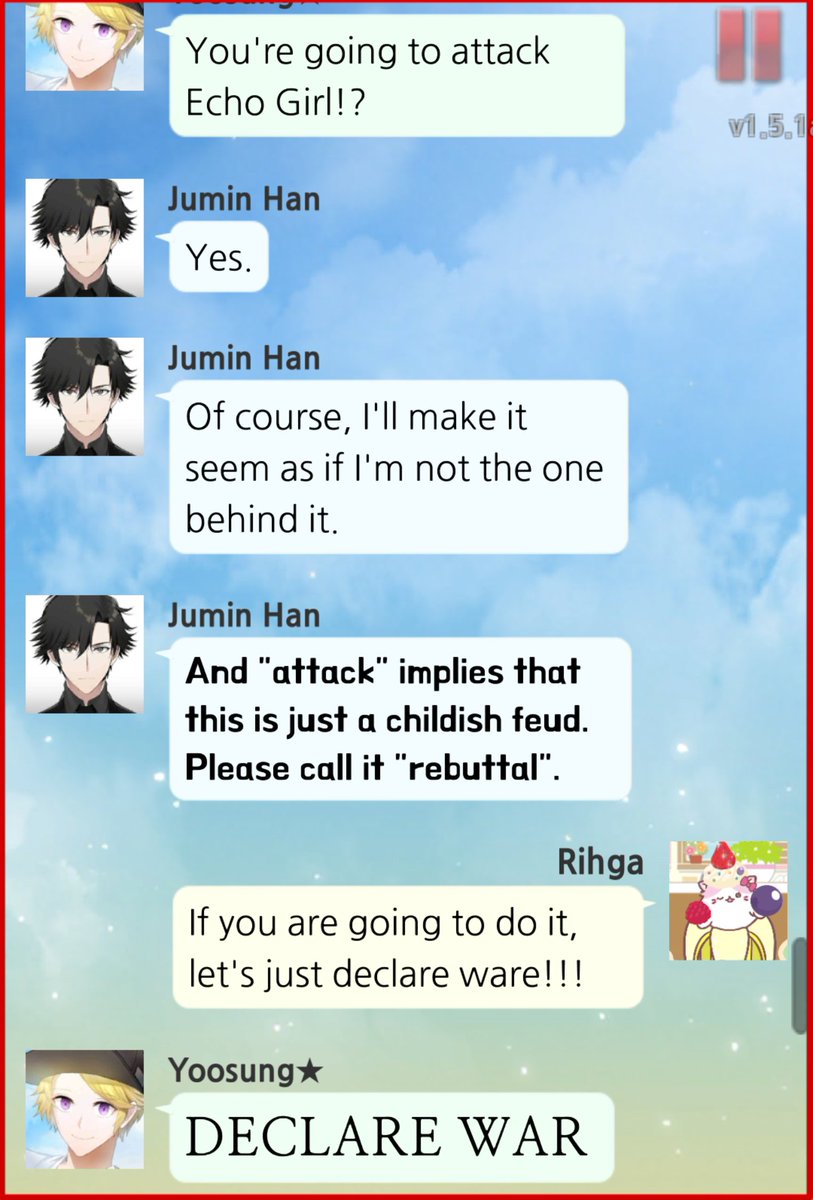 Yoosung★
You're going to attack
Echo Girl!?
v1.5.1a
Jumin Han
Yes.
Jumin Han
Of course, I'll make it
seem as if I'm not the one
behind it.
Jumin Han
And "attack" implies that
this is just a childish feud.
Please call it "rebuttal".
Rihga
If you are going to do it,
let's just declare ware!!!
Yoosung★
DECLARE WAR